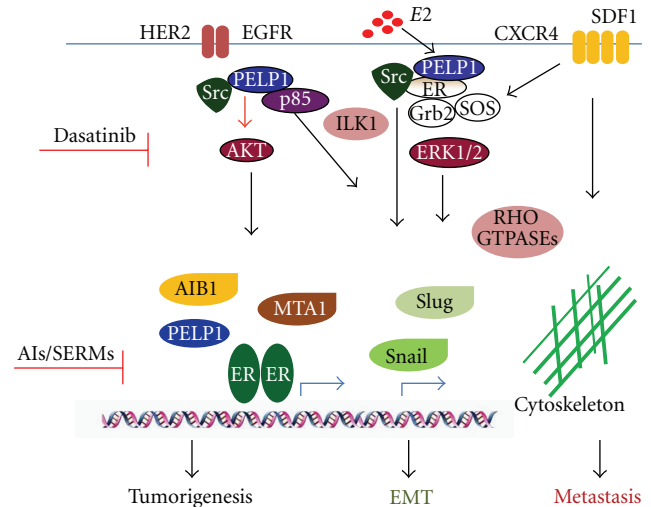 HER2
EGFR
E2
CXCR4
SDF1
Src
PELP1
p85
ILK1
Src
PELP1
ER
Grb2
SOS
Dasatinib
AKT
ERK1/2
RHO
GTPASEs
AIB1
MTA1
Slug
PELP1
AIs/SERMs
ER
ER
Snail
Cytoskeleton
Tumorigenesis
EMT
Metastasis